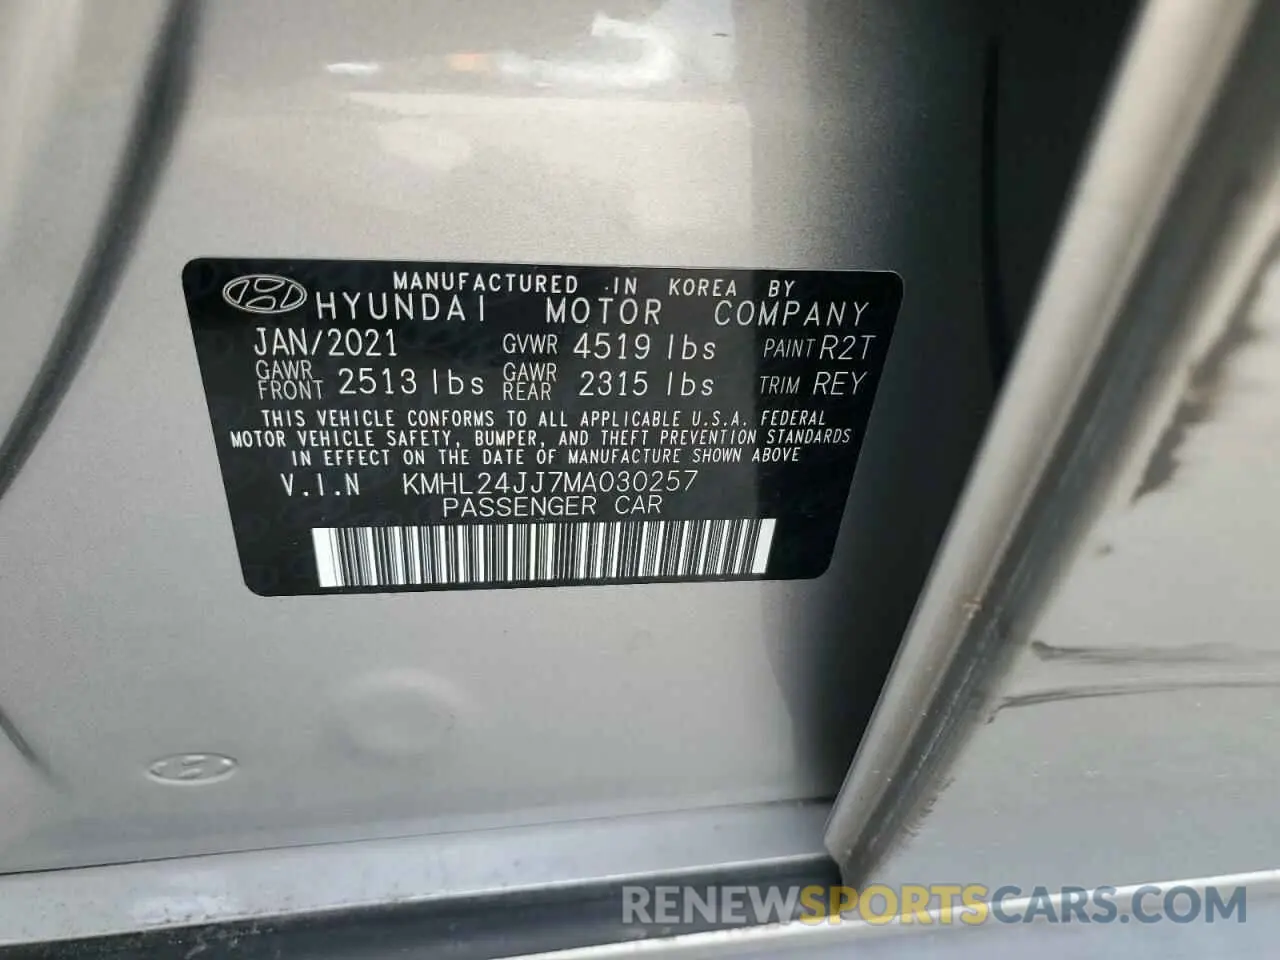 MANUFACTURED IN KOREA BY
HYUNDAI MOTOR COMPANY
JAN/2021 GVWR 4519 lbs PAINT R2T
GAWR FRONT 2513 lbs GAWR REAR 2315 lbs TRIM REY
THIS VEHICLE CONFORMS TO ALL APPLICABLE U.S.A. FEDERAL
MOTOR VEHICLE SAFETY, BUMPER, AND THEFT PREVENTION STANDARDS
IN EFFECT ON THE DATE OF MANUFACTURE SHOWN ABOVE
V.I.N KMHL24JJ7MA030257
PASSENGER CAR
RENEWSPORTSCARS.COM